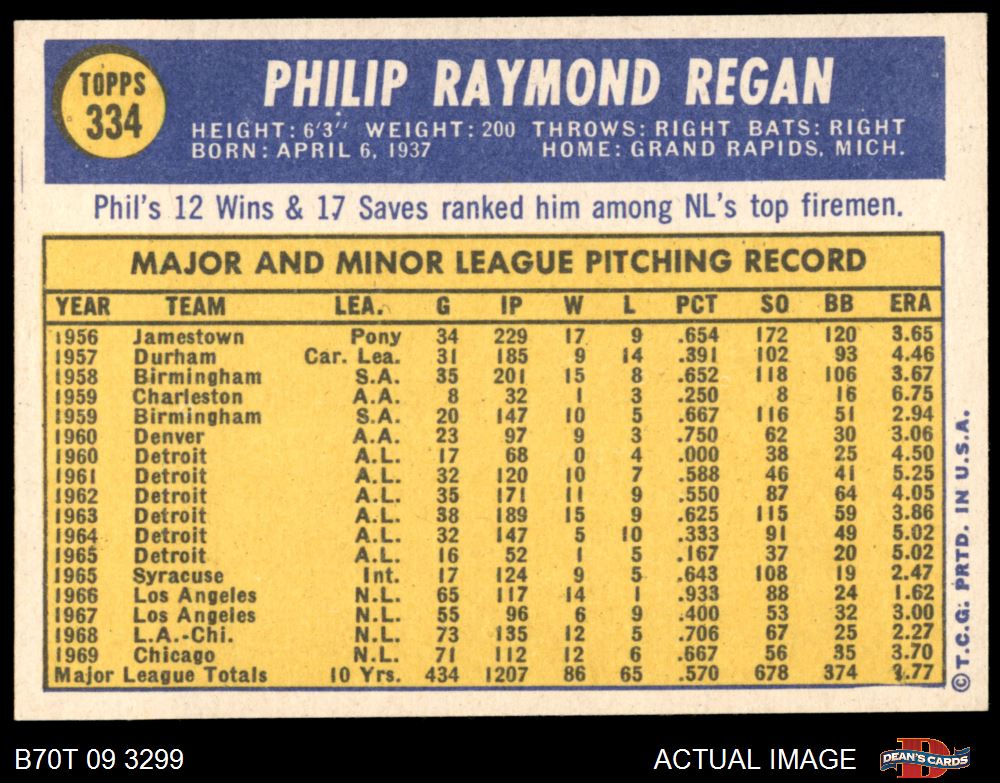 TOPPS
334
PHILIP RAYMOND REGAN
HEIGHT: 6'3" WEIGHT: 200 THROWS: RIGHT BATS: RIGHT
BORN: APRIL 6, 1937 HOME: GRAND RAPIDS, MICH.
Phil's 12 Wins & 17 Saves ranked him among NL's top firemen.
MAJOR AND MINOR LEAGUE PITCHING RECORD
YEAR TEAM LEA. G IP W L PCT SO BB ERA
1956 Jamestown Pony 34 229 17 9 .654 172 120 3.65
1957 Durham Car. Lea. 31 185 9 14 .391 102 93 4.46
1958 Birmingham S.A. 35 201 15 8 .652 118 106 3.67
1959 Charleston A.A. 8 32 1 3 .250 8 16 6.75
1959 Birmingham S.A. 20 147 10 5 .667 116 51 2.94
1960 Denver A.A. 23 97 9 3 .750 62 30 3.06
1960 Detroit A.L. 17 68 0 4 .000 38 25 4.50
1961 Detroit A.L. 32 120 10 7 .588 46 41 5.25
1962 Detroit A.L. 35 171 11 9 .550 87 64 4.05
1963 Detroit A.L. 38 189 15 9 .625 115 59 3.86
1964 Detroit A.L. 32 147 5 10 .333 91 49 5.02
1965 Detroit A.L. 16 52 1 5 .167 37 20 5.02
1965 Syracuse Int. 17 124 9 5 .643 108 19 2.47
1966 Los Angeles N.L. 65 117 14 1 .933 88 24 1.62
1967 Los Angeles N.L. 55 96 6 9 .400 53 32 3.00
1968 L.A.-Chi. N.L. 73 135 12 5 .706 67 25 2.27
1969 Chicago N.L. 71 112 12 6 .667 56 35 3.70
Major League Totals 10 Yrs. 434 1207 86 65 .570 678 374 3.77
© T.C.G. PRTD. IN U.S.A.
B70T 09 3299 ACTUAL IMAGE
DEAN'S CARDS